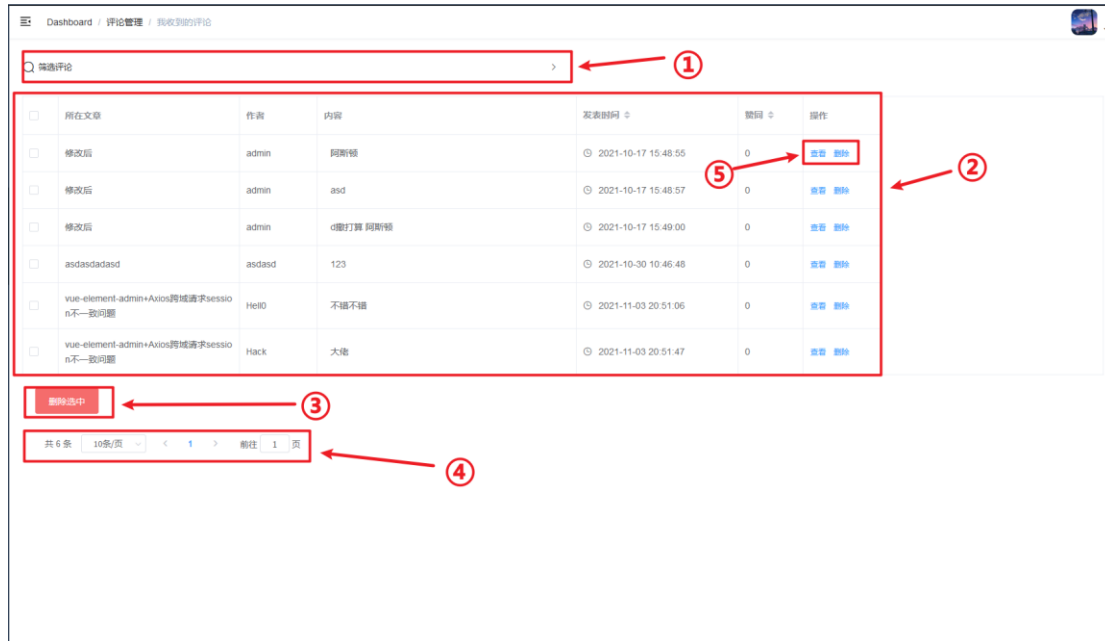 Dashboard / 评论管理 / 我收到的评论
筛选评论
①
所在文章 作者 内容 发表时间 赞同 操作
修改后 admin 阿斯顿 2021-10-17 15:48:55 0 查看 删除
⑤
②
修改后 admin asd 2021-10-17 15:48:57 0 查看 删除
修改后 admin d撒打算 阿斯顿 2021-10-17 15:49:00 0 查看 删除
asdasdadasd asdasd 123 2021-10-30 10:46:48 0 查看 删除
vue-element-admin+Axios跨域请求sessio
n不一致问题
Hell0 不错不错 2021-11-03 20:51:06 0 查看 删除
vue-element-admin+Axios跨域请求sessio
n不一致问题
Hack 大佬 2021-11-03 20:51:47 0 查看 删除
删除选中
③
共 6 条 10条/页 1 前往 1 页
④